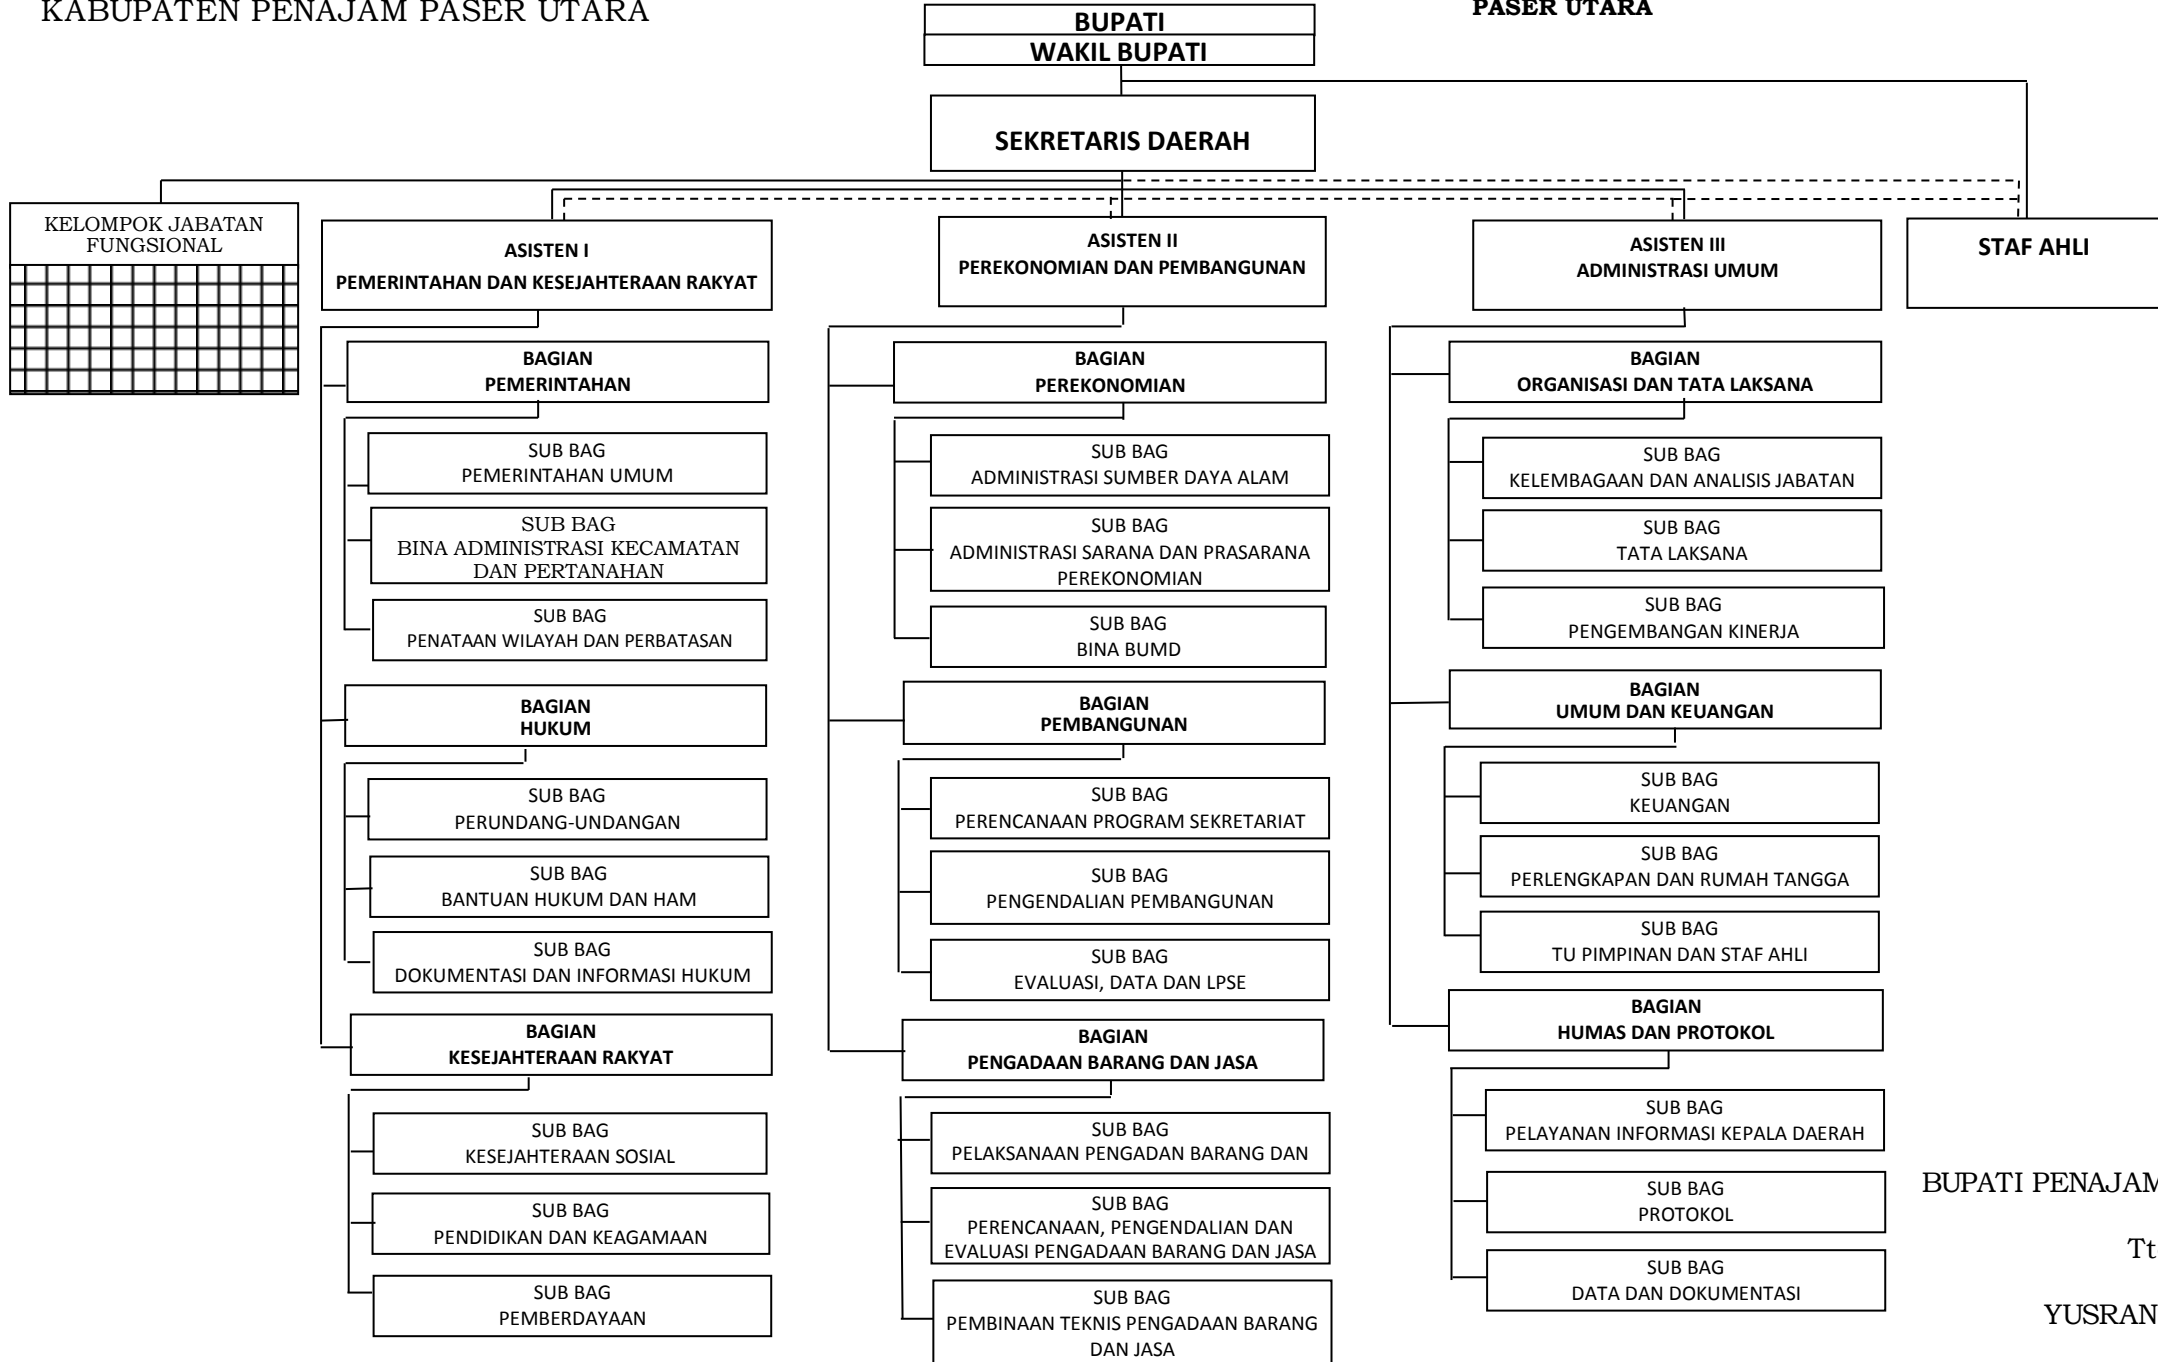 KABUPATEN PENAJAM PASER UTARA
PASER UTARA
BUPATI
WAKIL BUPATI
SEKRETARIS DAERAH
KELOMPOK JABATAN
FUNGSIONAL
ASISTEN I
PEMERINTAHAN DAN KESEJAHTERAAN RAKYAT
ASISTEN II
PEREKONOMIAN DAN PEMBANGUNAN
ASISTEN III
ADMINISTRASI UMUM
STAF AHLI
BAGIAN
PEMERINTAHAN
SUB BAG
PEMERINTAHAN UMUM
SUB BAG
BINA ADMINISTRASI KECAMATAN
DAN PERTANAHAN
SUB BAG
PENATAAN WILAYAH DAN PERBATASAN
BAGIAN
HUKUM
SUB BAG
PERUNDANG-UNDANGAN
SUB BAG
BANTUAN HUKUM DAN HAM
SUB BAG
DOKUMENTASI DAN INFORMASI HUKUM
BAGIAN
KESEJAHTERAAN RAKYAT
SUB BAG
KESEJAHTERAAN SOSIAL
SUB BAG
PENDIDIKAN DAN KEAGAMAAN
SUB BAG
PEMBERDAYAAN
BAGIAN
PEREKONOMIAN
SUB BAG
ADMINISTRASI SUMBER DAYA ALAM
SUB BAG
ADMINISTRASI SARANA DAN PRASARANA
PEREKONOMIAN
SUB BAG
BINA BUMD
BAGIAN
PEMBANGUNAN
SUB BAG
PERENCANAAN PROGRAM SEKRETARIAT
SUB BAG
PENGENDALIAN PEMBANGUNAN
SUB BAG
EVALUASI, DATA DAN LPSE
BAGIAN
PENGADAAN BARANG DAN JASA
SUB BAG
PELAKSANAAN PENGADAN BARANG DAN
SUB BAG
PERENCANAAN, PENGENDALIAN DAN
EVALUASI PENGADAAN BARANG DAN JASA
SUB BAG
PEMBINAAN TEKNIS PENGADAAN BARANG
DAN JASA
BAGIAN
ORGANISASI DAN TATA LAKSANA
SUB BAG
KELEMBAGAAN DAN ANALISIS JABATAN
SUB BAG
TATA LAKSANA
SUB BAG
PENGEMBANGAN KINERJA
BAGIAN
UMUM DAN KEUANGAN
SUB BAG
KEUANGAN
SUB BAG
PERLENGKAPAN DAN RUMAH TANGGA
SUB BAG
TU PIMPINAN DAN STAF AHLI
BAGIAN
HUMAS DAN PROTOKOL
SUB BAG
PELAYANAN INFORMASI KEPALA DAERAH
SUB BAG
PROTOKOL
SUB BAG
DATA DAN DOKUMENTASI
BUPATI PENAJAM
Tt
YUSRAN